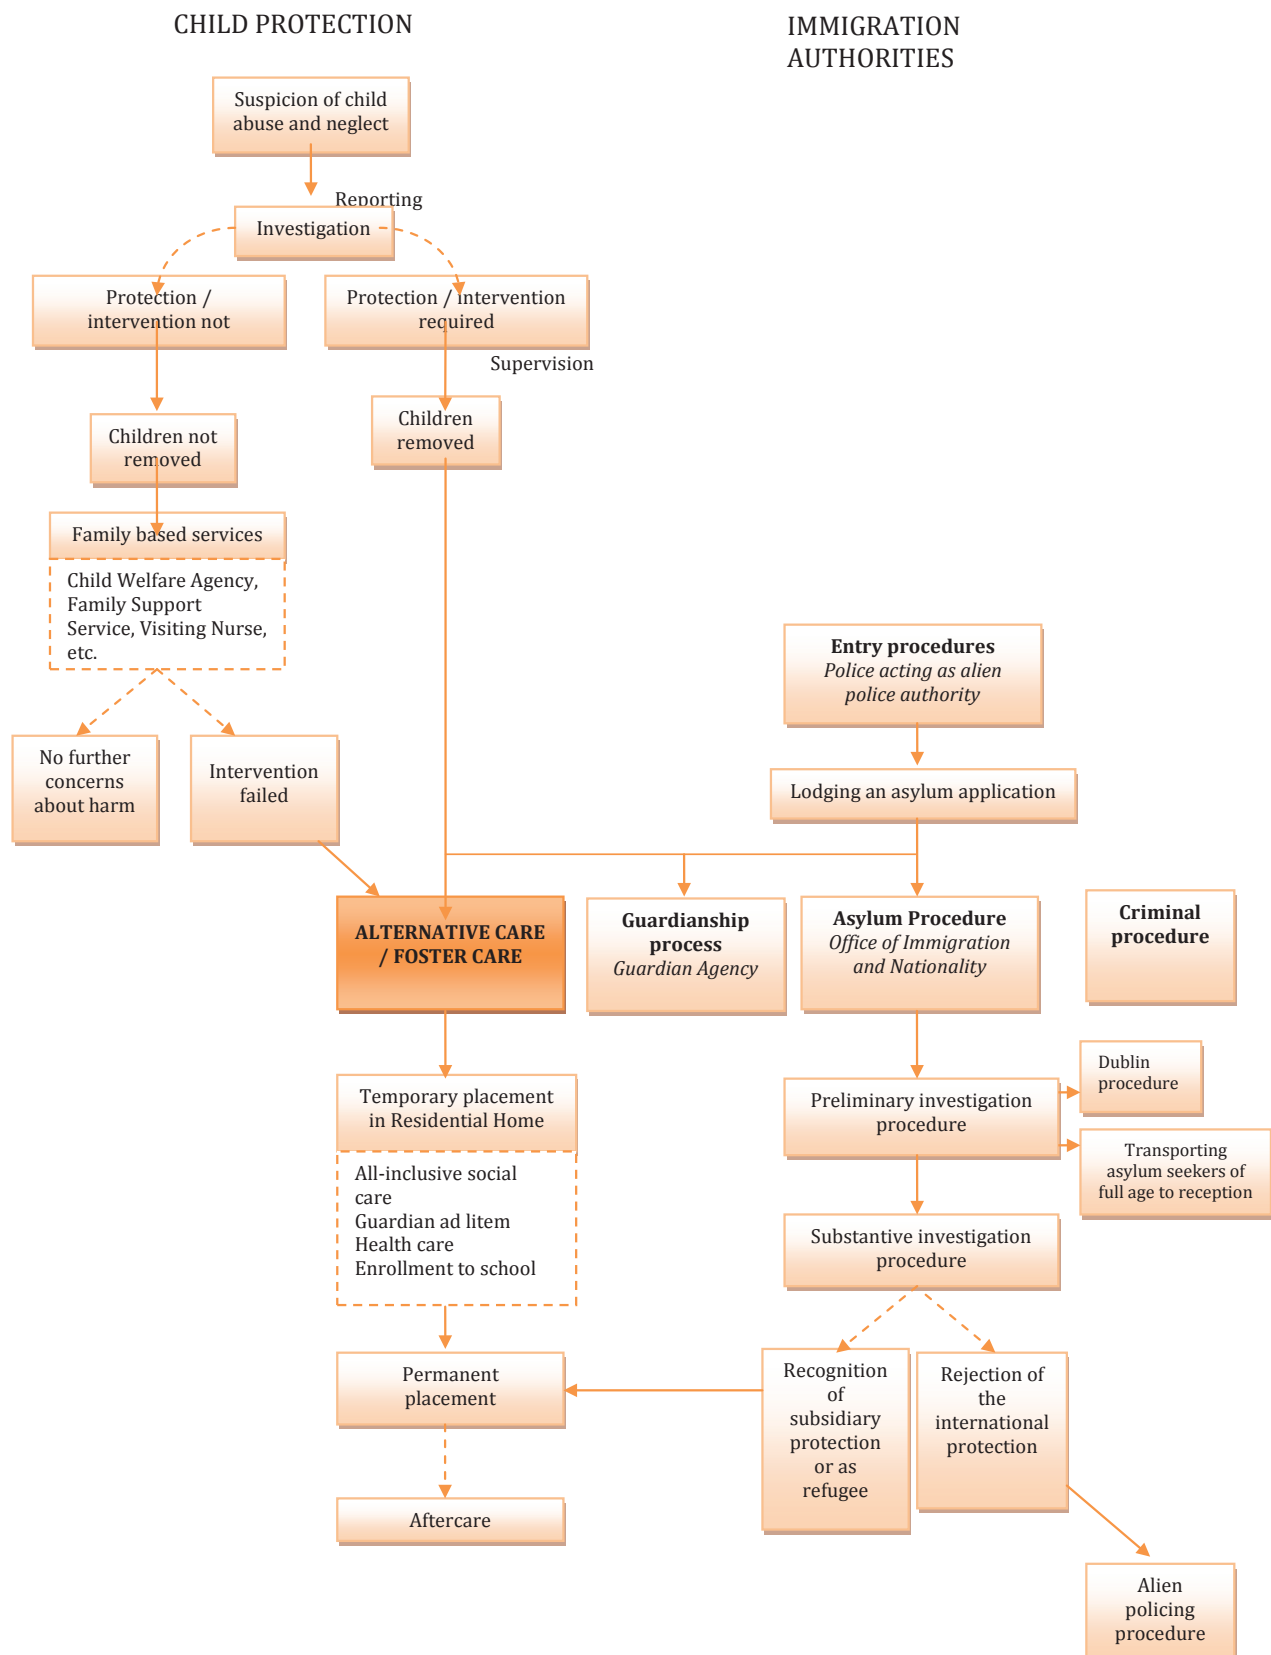 CHILD PROTECTION
IMMIGRATION
AUTHORITIES
Suspicion of child
abuse and neglect
Reporting
Investigation
Protection /
intervention not
Protection / intervention
required
Supervision
Children not
removed
Children
removed
Family based services
Child Welfare Agency,
Family Support
Service, Visiting Nurse,
etc.
No further
concerns
about harm
Intervention
failed
Entry procedures
Police acting as alien
police authority
Lodging an asylum application
ALTERNATIVE CARE
/ FOSTER CARE
Guardianship
process
Guardian Agency
Asylum Procedure
Office of Immigration
and Nationality
Criminal
procedure
Temporary placement
in Residential Home
All-inclusive social
care
Guardian ad litem
Health care
Enrollment to school
Preliminary investigation
procedure
Dublin
procedure
Transporting
asylum seekers of
full age to reception
Substantive investigation
procedure
Permanent
placement
Recognition
of
subsidiary
protection
or as
refugee
Rejection of
the
international
protection
Aftercare
Alien
policing
procedure